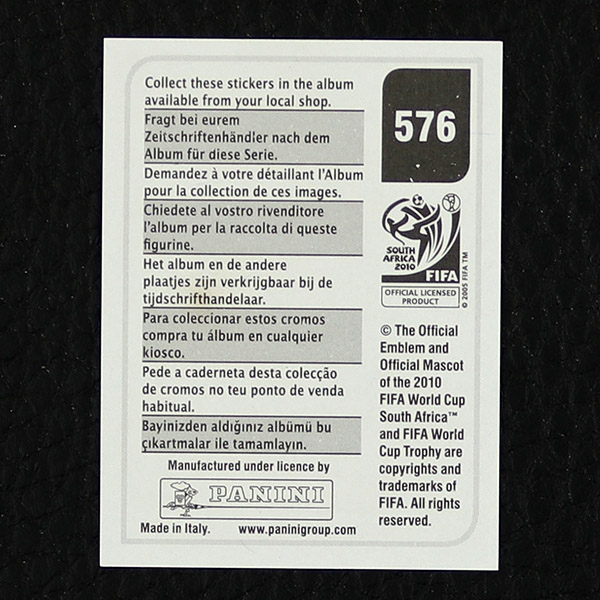 Collect these stickers in the album
available from your local shop.
Fragt bei eurem
Zeitschriftenhändler nach dem
Album für diese Serie.
Demandez à votre détaillant l'Album
pour la collection de ces images.
Chiedete al vostro rivenditore
l'album per la raccolta di queste
figurine.
Het album en de andere
plaatjes zijn verkrijgbaar bij de
tijdschrifthandelaar.
Para coleccionar estos cromos
compra tu álbum en cualquier
kiosco.
Pede a caderneta desta colecção
de cromos no teu ponto de venda
habitual.
Bayinizden aldığınız albümü bu
çıkartmalar ile tamamlayın.
Manufactured under licence by
PANINI
Made in Italy. www.paninigroup.com
576
SOUTH
AFRICA
2010
FIFA
OFFICIAL LICENSED
PRODUCT
© 2005 FIFA TM
© The Official
Emblem and
Official Mascot
of the 2010
FIFA World Cup
South Africa™
and FIFA World
Cup Trophy are
copyrights and
trademarks of
FIFA. All rights
reserved.